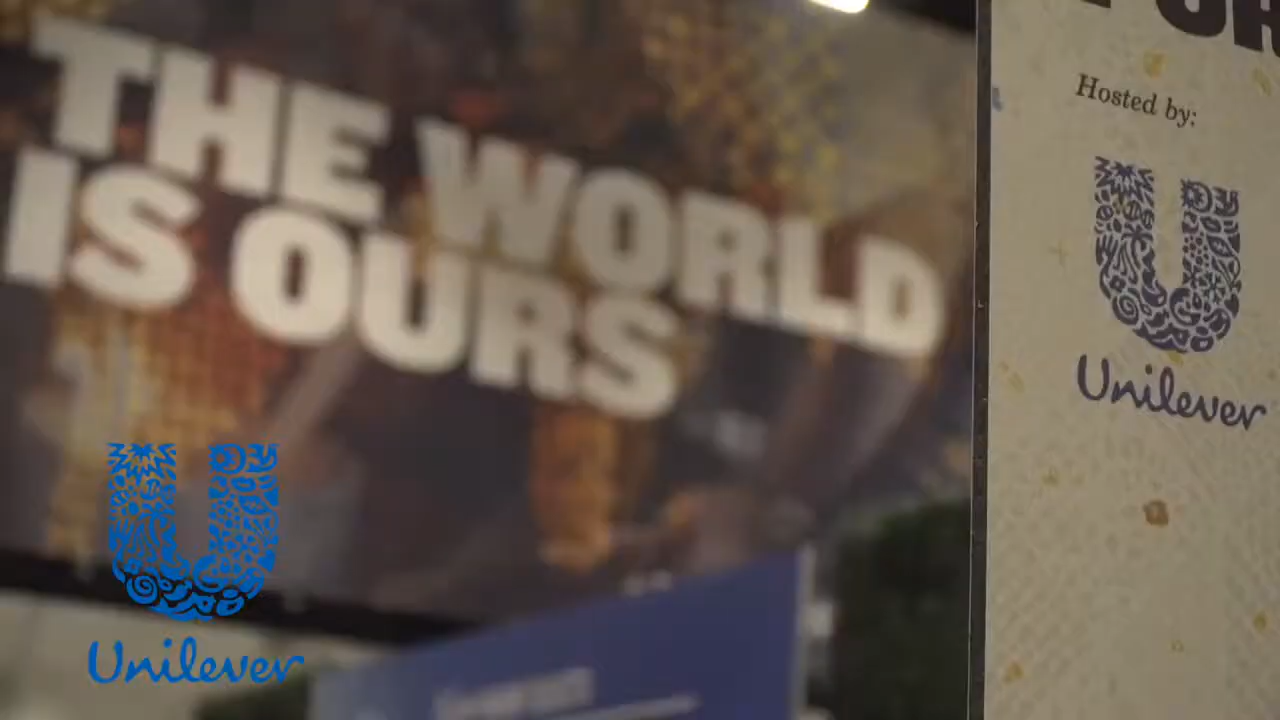 THE WORLD
IS OURS
Hosted by:
Unilever
Unilever